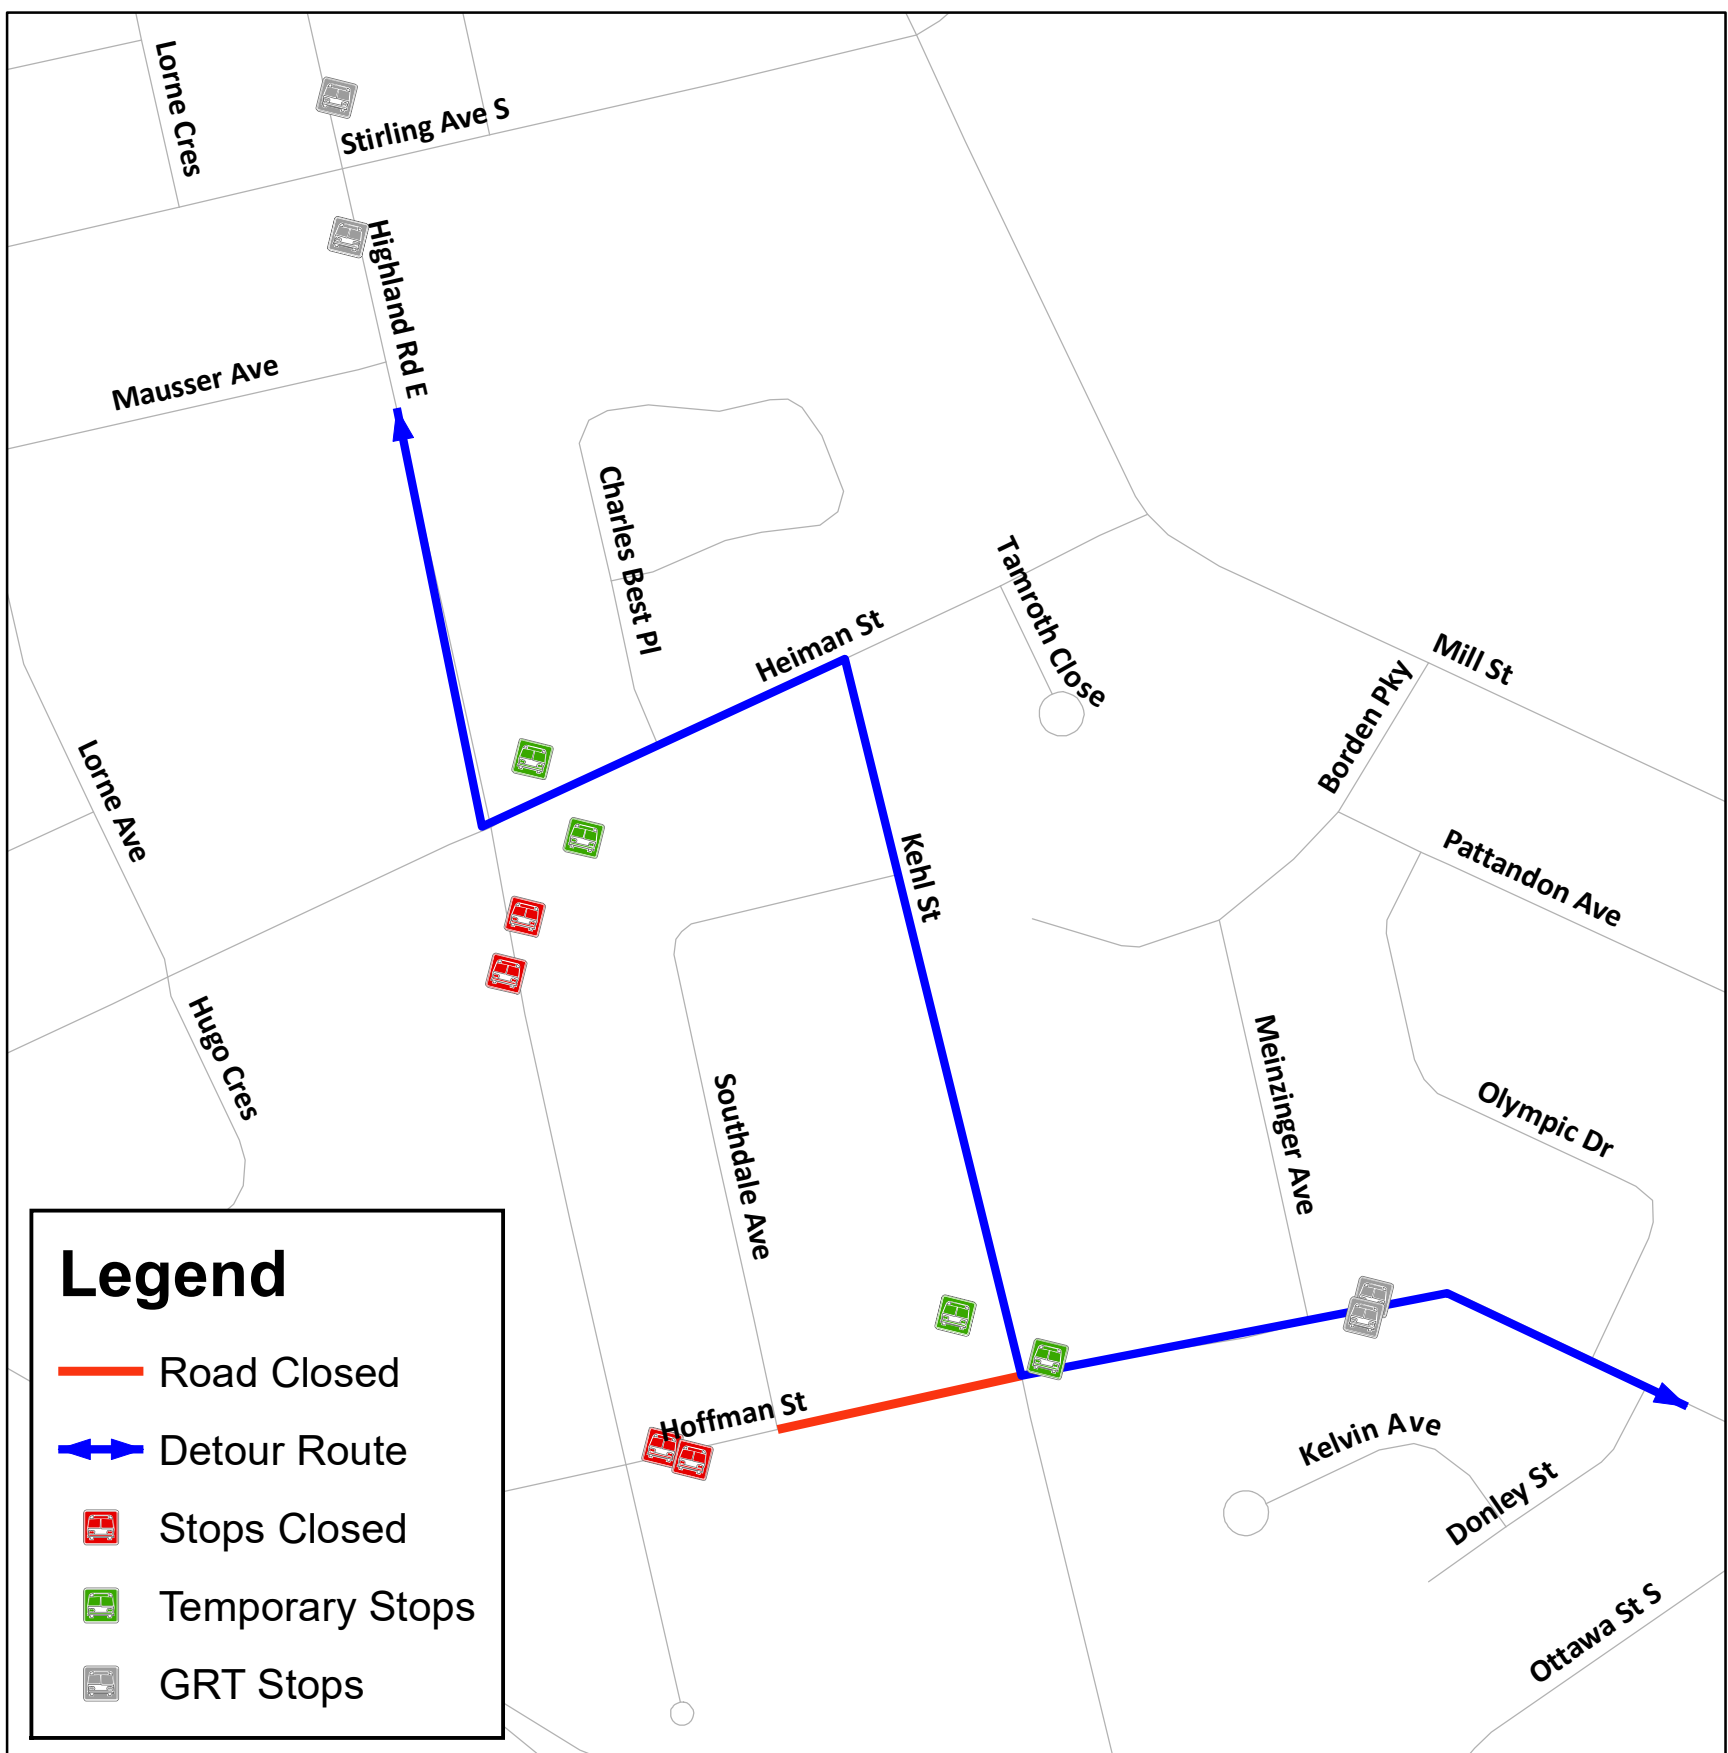 Lorne Cres
Stirling Ave S
Highland Rd E
Mausser Ave
Charles Best Pl
Tamroth Close
Heiman St
Mill St
Borden Pky
Lorne Ave
Kehl St
Pattandon Ave
Hugo Cres
Meinzinger Ave
Southdale Ave
Olympic Dr
Hoffman St
Kelvin Ave
Donley St
Ottawa St S
Legend
Road Closed
Detour Route
Stops Closed
Temporary Stops
GRT Stops